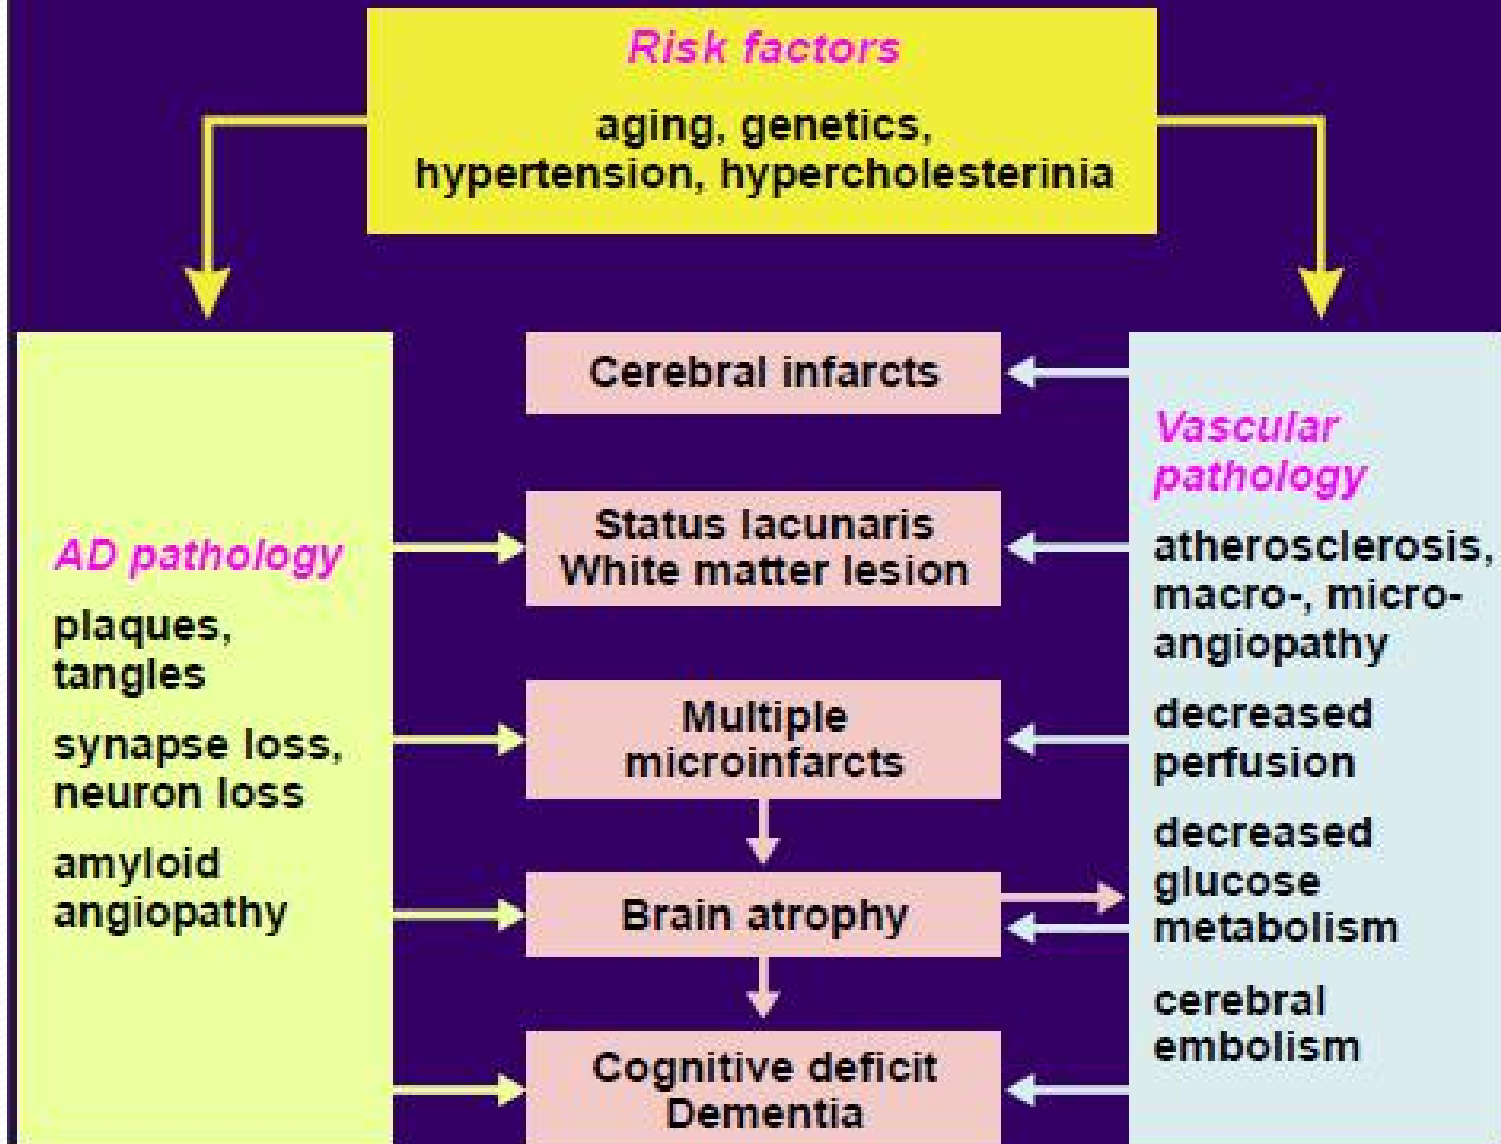 Risk factors
aging, genetics,
hypertension, hypercholesterinia
AD pathology
plaques,
tangles
synapse loss,
neuron loss
amyloid
angiopathy
Cerebral infarcts
Status lacunaris
White matter lesion
Multiple
microinfarcts
Brain atrophy
Cognitive deficit
Dementia
Vascular
pathology
atherosclerosis,
macro-, micro-
angiopathy
decreased
perfusion
decreased
glucose
metabolism
cerebral
embolism